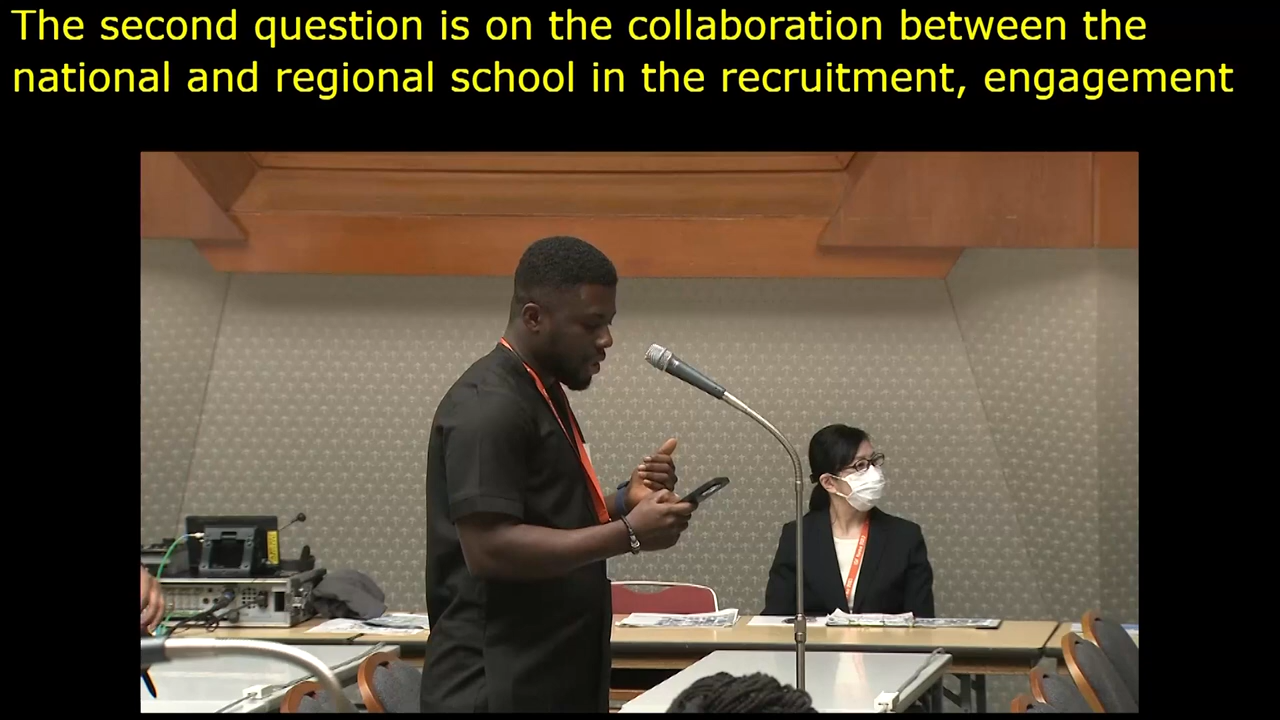 The second question is on the collaboration between the
national and regional school in the recruitment, engagement